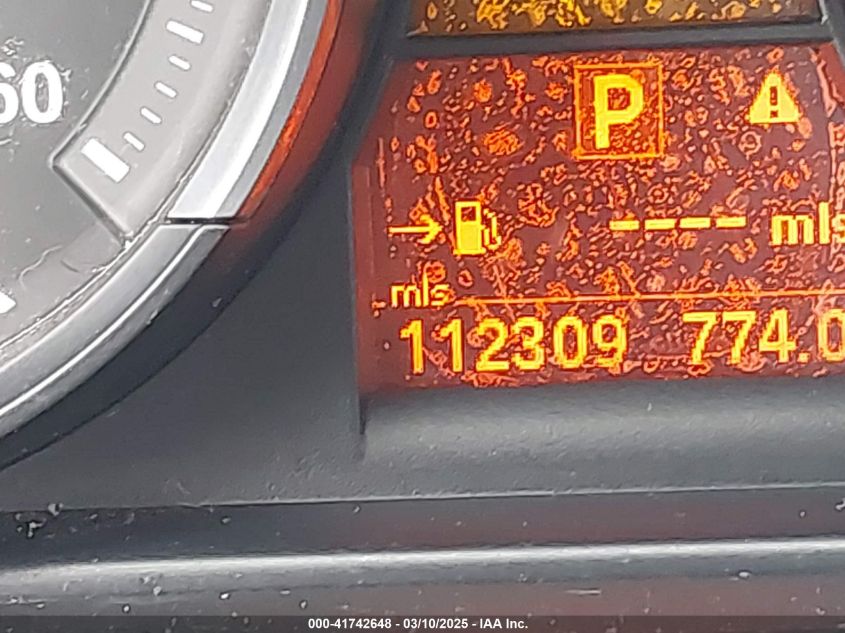 60
P
→ ---- mls
mls
112309 774.0
000-41742648 - 03/10/2025 - IAA Inc.